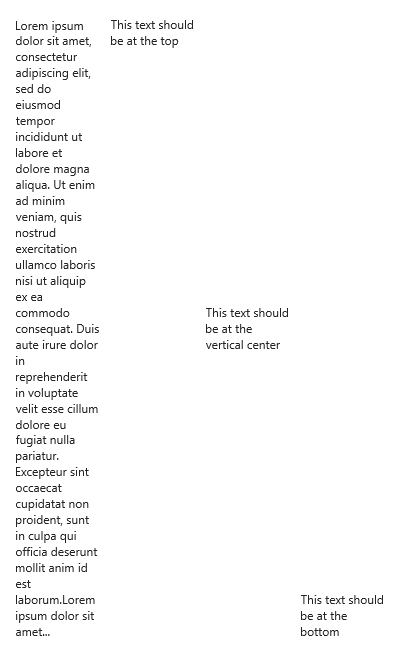 Lorem ipsum
dolor sit amet,
consectetur
adipiscing elit,
sed do
eiusmod
tempor
incididunt ut
labore et
dolore magna
aliqua. Ut enim
ad minim
veniam, quis
nostrud
exercitation
ullamco laboris
nisi ut aliquip
ex ea
commodo
consequat. Duis
aute irure dolor
in
reprehenderit
in voluptate
velit esse cillum
dolore eu
fugiat nulla
pariatur.
Excepteur sint
occaecat
cupidatat non
proident, sunt
in culpa qui
officia deserunt
mollit anim id
est
laborum.Lorem
ipsum dolor sit
amet...
This text should
be at the top
This text should
be at the
vertical center
This text should
be at the
bottom